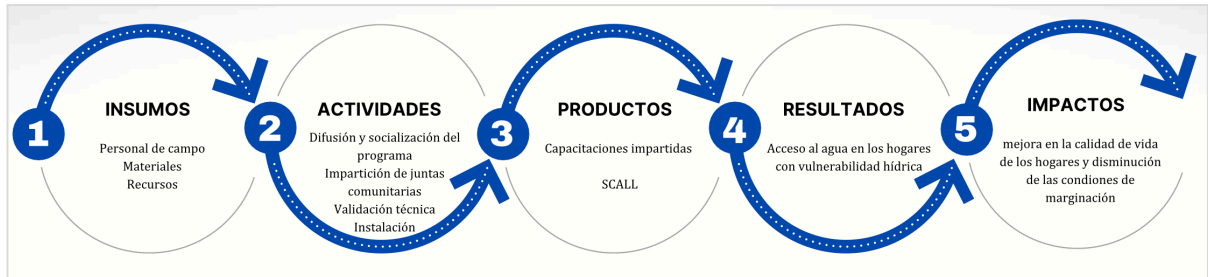 1
INSUMOS
Personal de campo
Materiales
Recursos
2
ACTIVIDADES
Difusión y socialización del
programa
Impartición de juntas
comunitarias
Validación técnica
Instalación
3
PRODUCTOS
Capacitaciones impartidas
SCALL
4
RESULTADOS
Acceso al agua en los hogares
con vulnerabilidad hídrica
5
IMPACTOS
mejora en la calidad de vida
de los hogares y disminución
de las condiones de
marginación